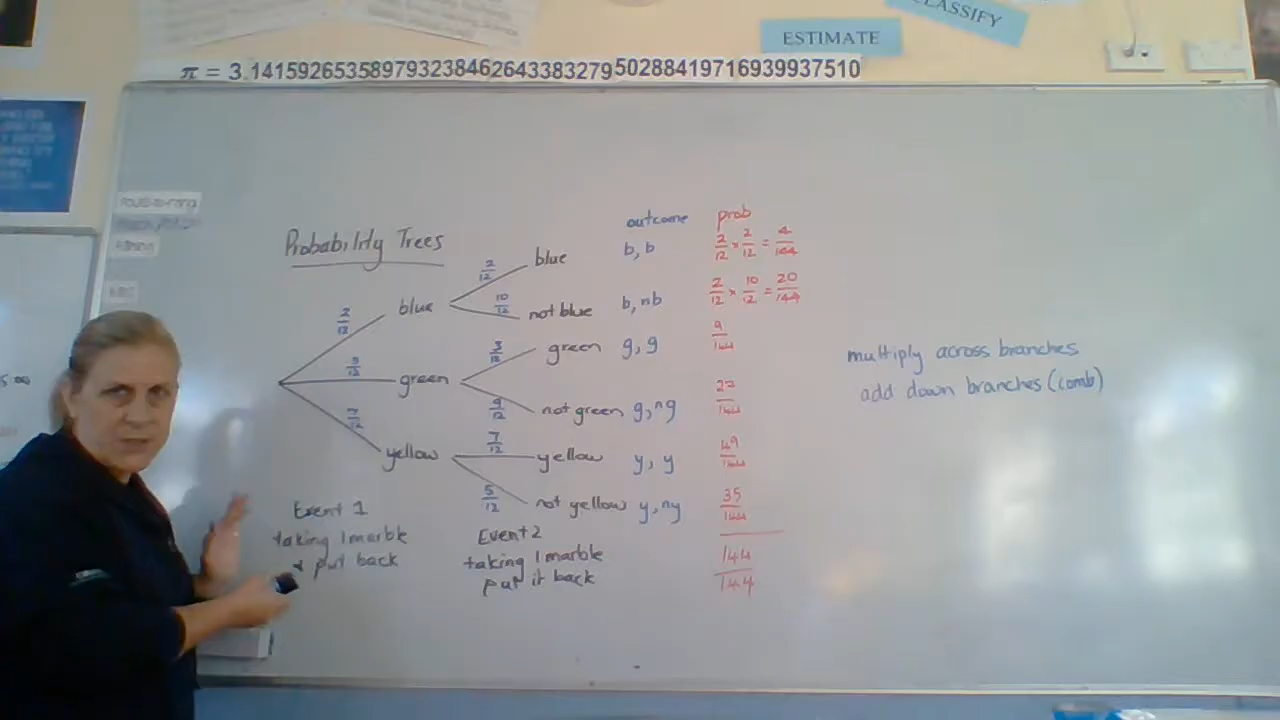 CLASSIFY
ESTIMATE
π = 3.14159265358979323846264338327950288419716939937510
Probability Trees
outcome prob
2/12 blue b, b 2/12 × 2/12 = 4/144
2/12 blue 10/12 not blue b, nb 2/12 × 10/12 = 20/144
3/12 green g, g 9/144
3/12 green 9/12 not green g, ng 27/144
7/12 yellow 7/12 yellow y, y 49/144
5/12 not yellow y, ny 35/144
144/144
multiply across branches
add down branches (comb)
Event 1
taking 1 marble
+ put back
Event 2
taking 1 marble
put it back